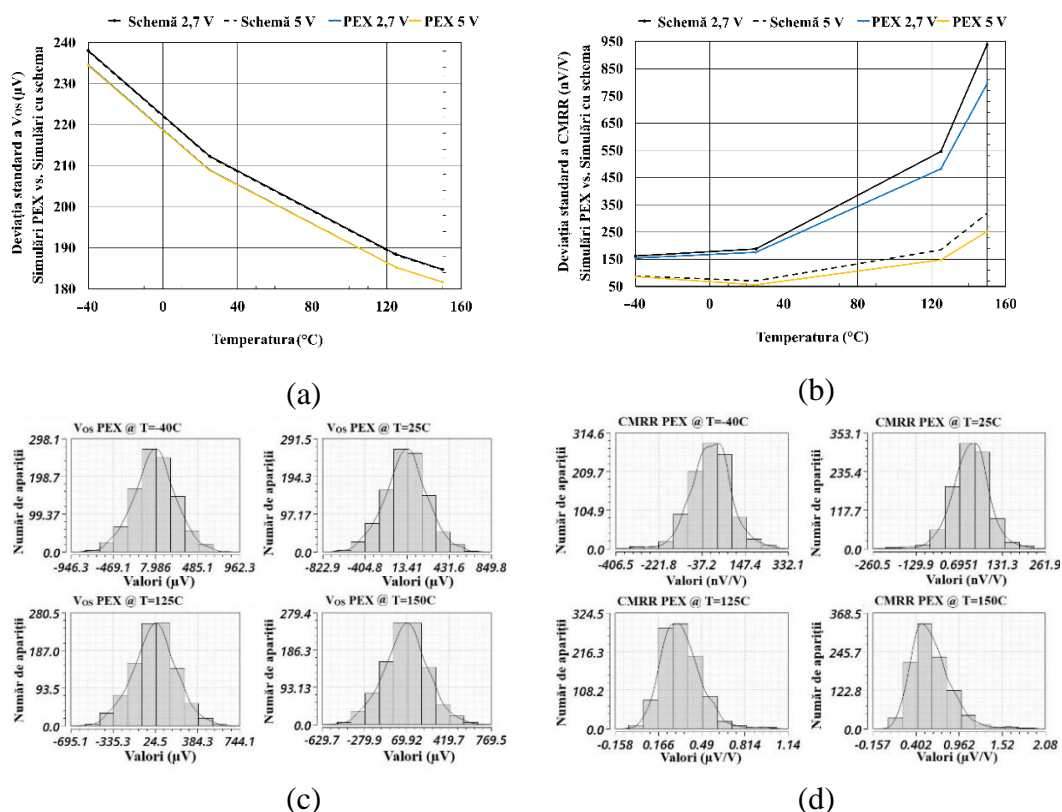 Schemă 2,7 V Schemă 5 V PEX 2,7 V PEX 5 V
Deviația standard a VOS (µV)
Simulări PEX vs. Simulări cu schema
240
230
220
210
200
190
180
−40 0 40 80 120 160
Temperatura (°C)
(a)
Schemă 2,7 V Schemă 5 V PEX 2,7 V PEX 5 V
Deviația standard a CMRR (nV/V)
Simulări PEX vs. Simulări cu schema
950
850
750
650
550
450
350
250
150
50
−40 0 40 80 120 160
Temperatura (°C)
(b)
VOS PEX @ T=-40C
Număr de apariții
298.1
198.7
99.37
0.0
-946.3 -469.1 7.986 485.1 962.3
Valori (µV)
VOS PEX @ T=25C
Număr de apariții
291.5
194.3
97.17
0.0
-822.9 -404.8 13.41 431.6 849.8
Valori (µV)
VOS PEX @ T=125C
Număr de apariții
280.5
187.0
93.5
0.0
-695.1 -335.3 24.5 384.3 744.1
Valori (µV)
VOS PEX @ T=150C
Număr de apariții
279.4
186.3
93.13
0.0
-629.7 -279.9 69.92 419.7 769.5
Valori (µV)
(c)
CMRR PEX @ T=-40C
Număr de apariții
314.6
209.7
104.9
0.0
-406.5 -221.8 -37.2 147.4 332.1
Valori (nV/V)
CMRR PEX @ T=25C
Număr de apariții
353.1
235.4
117.7
0.0
-260.5 -129.9 0.6951 131.3 261.9
Valori (nV/V)
CMRR PEX @ T=125C
Număr de apariții
324.5
216.3
108.2
0.0
-0.158 0.166 0.49 0.814 1.14
Valori (µV/V)
CMRR PEX @ T=150C
Număr de apariții
368.5
245.7
122.8
0.0
-0.157 0.402 0.962 1.52 2.08
Valori (µV/V)
(d)